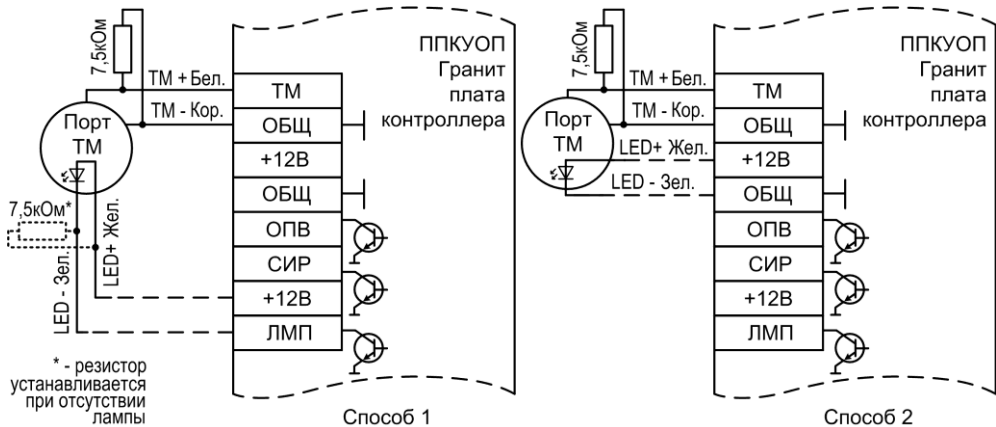 7,5кОм
ТМ + Бел.
ТМ - Кор.
Порт
ТМ
7,5кОм*
LED - Зел.
LED+ Жел.
* - резистор
устанавливается
при отсутствии
лампы
ППКУОП
Гранит
плата
контроллера
ТМ
ОБЩ
+12В
ОБЩ
ОПВ
СИР
+12В
ЛМП
Способ 1
7,5кОм
ТМ + Бел.
ТМ - Кор.
Порт
ТМ
LED+ Жел.
LED - Зел.
ППКУОП
Гранит
плата
контроллера
ТМ
ОБЩ
+12В
ОБЩ
ОПВ
СИР
+12В
ЛМП
Способ 2